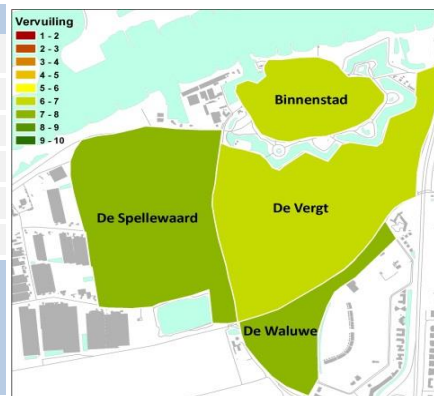 Vervuiling
1 - 2
2 - 3
3 - 4
4 - 5
5 - 6
6 - 7
7 - 8
8 - 9
9 - 10
Binnenstad
De Spellewaard
De Vergt
De Waluwe